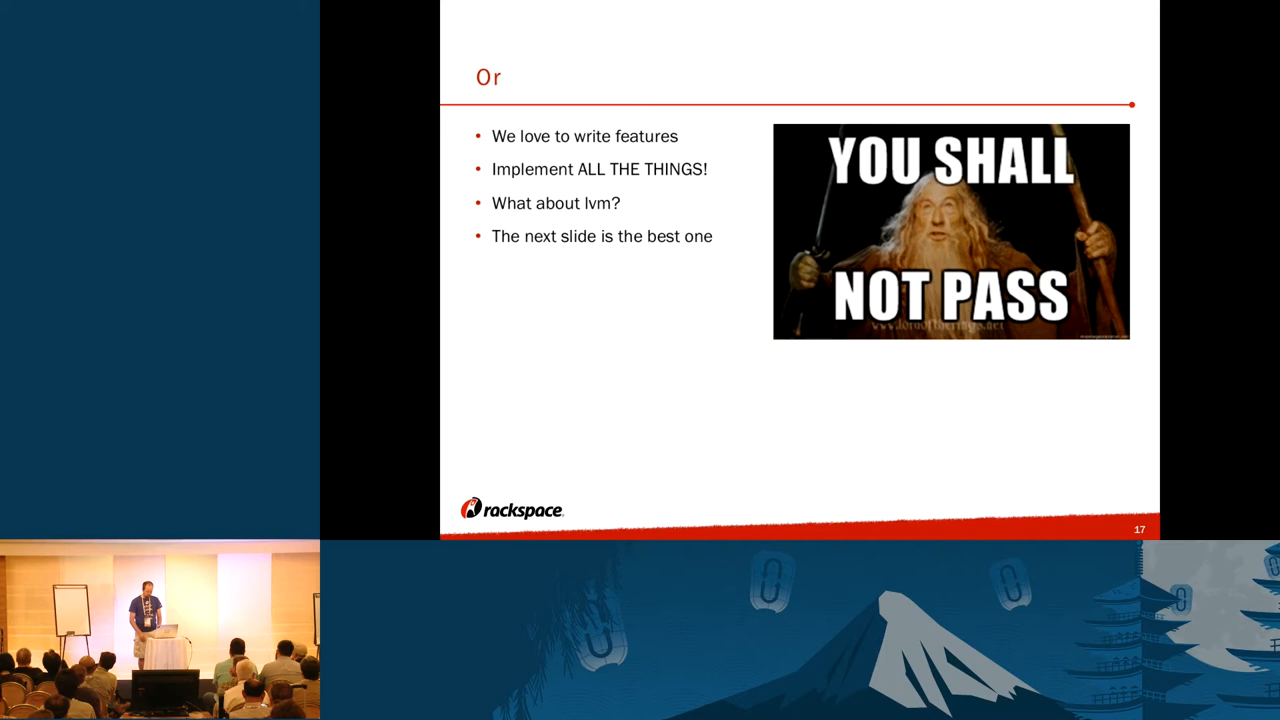 Or
• We love to write features
• Implement ALL THE THINGS!
• What about lvm?
• The next slide is the best one
YOU SHALL
NOT PASS
rackspace
17